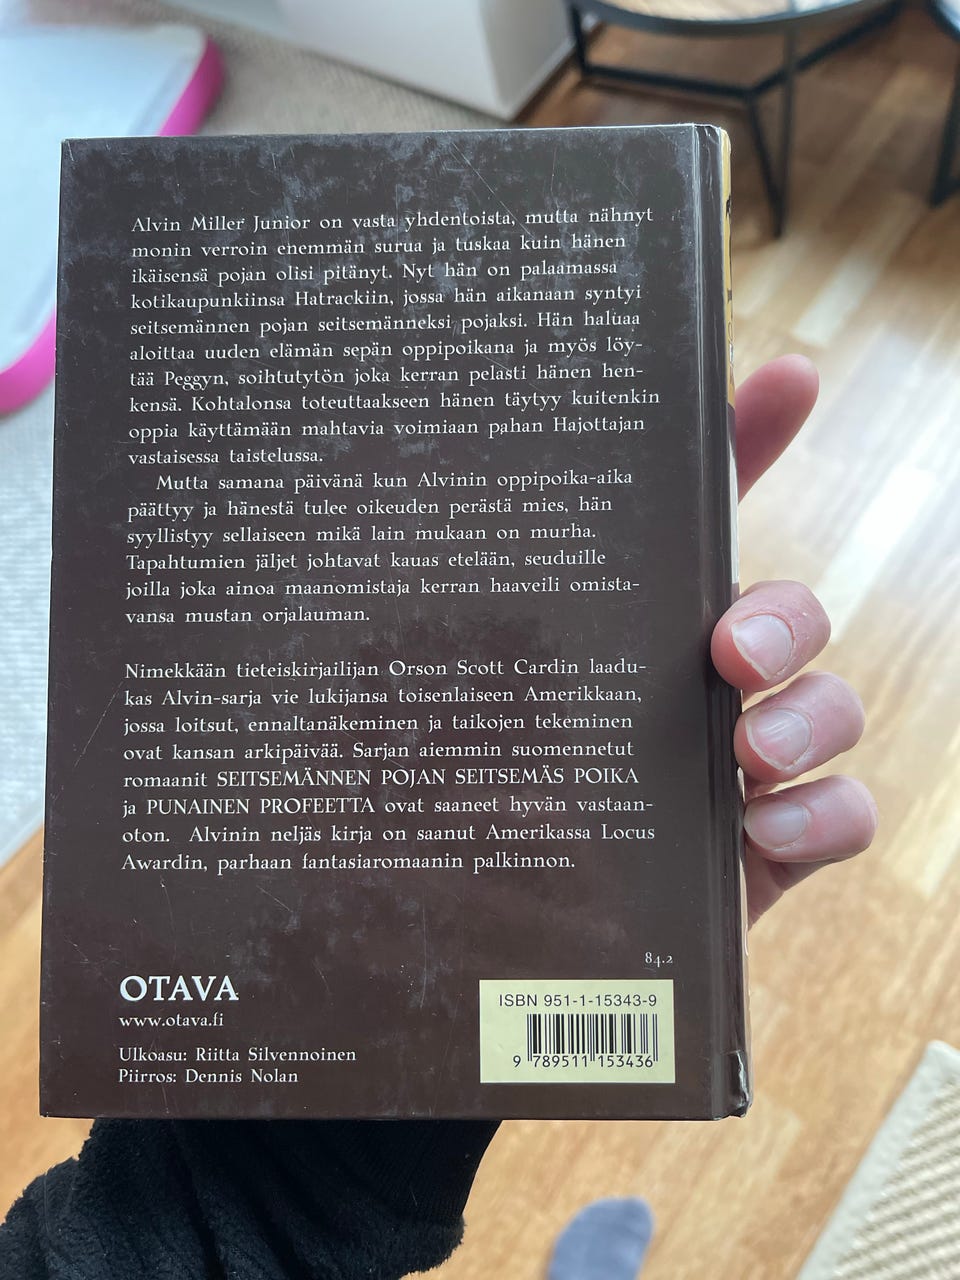 Alvin Miller Junior on vasta yhdentoista, mutta nähnyt
monin verroin enemmän surua ja tuskaa kuin hänen
ikäisensä pojan olisi pitänyt. Nyt hän on palaamassa
kotikaupunkiinsa Hatrackiin, jossa hän aikanaan syntyi
seitsemännen pojan seitsemänneksi pojaksi. Hän haluaa
aloittaa uuden elämän sepän oppipoikana ja myös löy-
tää Peggyn, soihtutytön joka kerran pelasti hänen hen-
kensä. Kohtalonsa toteuttaakseen hänen täytyy kuitenkin
oppia käyttämään mahtavia voimiaan pahan Hajottajan
vastaisessa taistelussa.
Mutta samana päivänä kun Alvinin oppipoika-aika
päättyy ja hänestä tulee oikeuden perästä mies, hän
syyllistyy sellaiseen mikä lain mukaan on murha.
Tapahtumien jäljet johtavat kauas etelään, seuduille
joilla joka ainoa maanomistaja kerran haaveili omista-
vansa mustan orjalauman.
Nimekkään tieteiskirjailijan Orson Scott Cardin laadu-
kas Alvin-sarja vie lukijansa toisenlaiseen Amerikkaan,
jossa loitsut, ennaltanäkeminen ja taikojen tekeminen
ovat kansan arkipäivää. Sarjan aiemmin suomennetut
romaanit SEITSEMÄNNEN POJAN SEITSEMÄS POIKA
ja PUNAINEN PROFEETTA ovat saaneet hyvän vastaan-
oton. Alvinin neljäs kirja on saanut Amerikassa Locus
Awardin, parhaan fantasiaromaanin palkinnon.
84.2
OTAVA
www.otava.fi
Ulkoasu: Riitta Silvennoinen
Piirros: Dennis Nolan
ISBN 951-1-15343-9
9 789511 153436